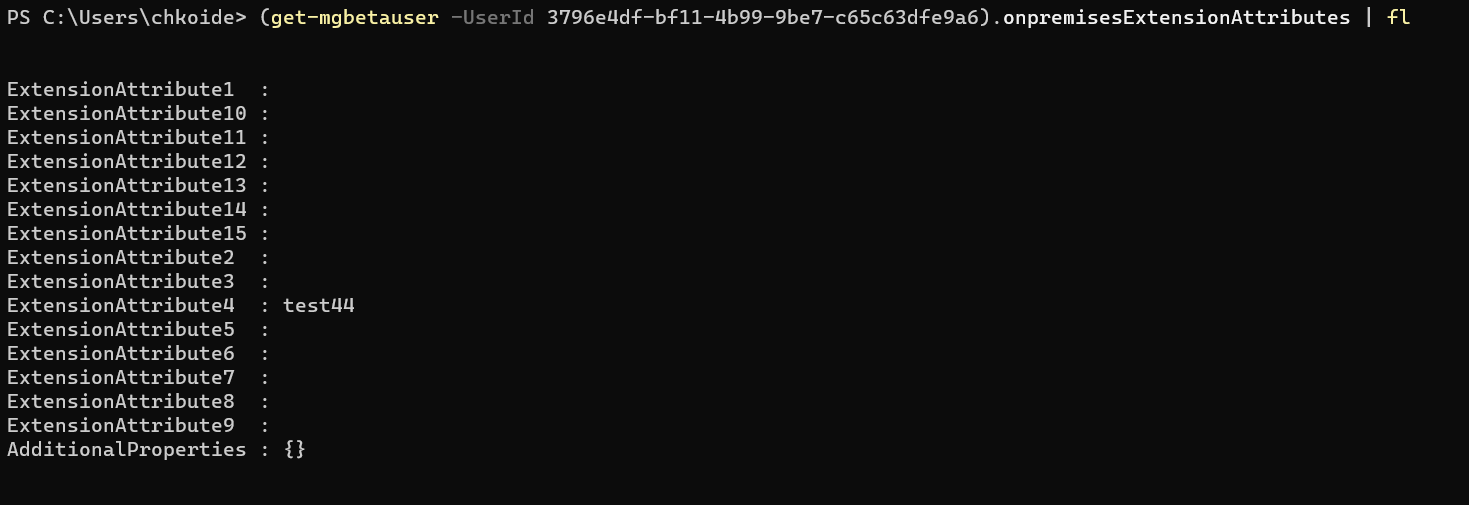 PS C:\Users\chkoide> (get-mgbetauser -UserId 3796e4df-bf11-4b99-9be7-c65c63dfe9a6).onpremisesExtensionAttributes | fl
ExtensionAttribute1  :
ExtensionAttribute10 :
ExtensionAttribute11 :
ExtensionAttribute12 :
ExtensionAttribute13 :
ExtensionAttribute14 :
ExtensionAttribute15 :
ExtensionAttribute2  :
ExtensionAttribute3  :
ExtensionAttribute4  : test44
ExtensionAttribute5  :
ExtensionAttribute6  :
ExtensionAttribute7  :
ExtensionAttribute8  :
ExtensionAttribute9  :
AdditionalProperties : {}